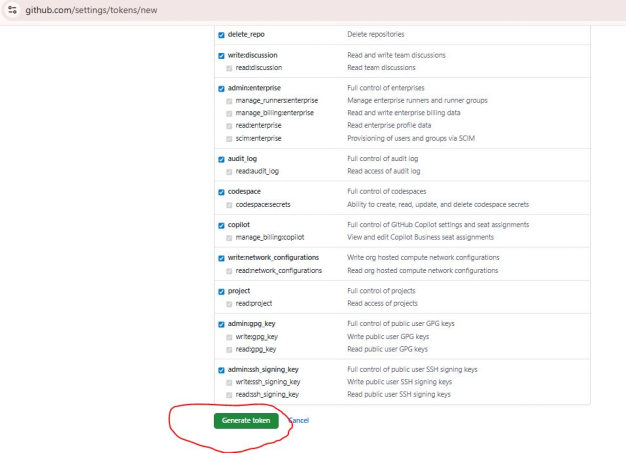 github.com/settings/tokens/new
delete_repo Delete repositories
write:discussion Read and write team discussions
read:discussion Read team discussions
admin:enterprise Full control of enterprises
manage_runners:enterprise Manage enterprise runners and runner groups
manage_billing:enterprise Read and write enterprise billing data
read:enterprise Read enterprise profile data
scim:enterprise Provisioning of users and groups via SCIM
audit_log Full control of audit log
read:audit_log Read access of audit log
codespace Full control of codespaces
codespace:secrets Ability to create, read, update, and delete codespace secrets
copilot Full control of GitHub Copilot settings and seat assignments
manage_billing:copilot View and edit Copilot Business seat assignments
write:network_configurations Write org hosted compute network configurations
read:network_configurations Read org hosted compute network configurations
project Full control of projects
read:project Read access of projects
admin:gpg_key Full control of public user GPG keys
write:gpg_key Write public user GPG keys
read:gpg_key Read public user GPG keys
admin:ssh_signing_key Full control of public user SSH signing keys
write:ssh_signing_key Write public user SSH signing keys
read:ssh_signing_key Read public user SSH signing keys
Generate token Cancel